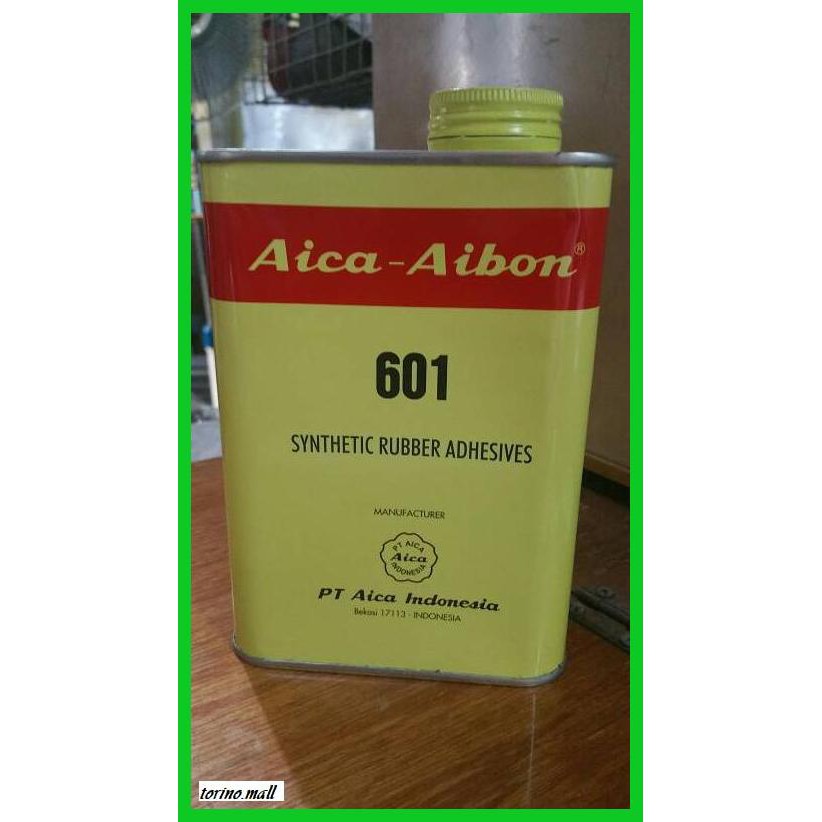 Aica-Aibon®
601
SYNTHETIC RUBBER ADHESIVES
MANUFACTURER
PT AICA
Aica
INDONESIA
PT Aica Indonesia
Bekasi 17113 - INDONESIA
torino.mall